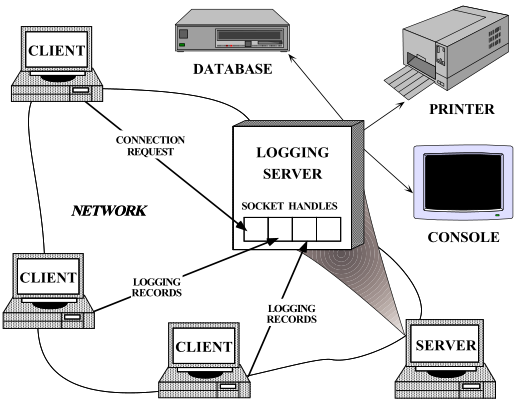 CLIENT
DATABASE
PRINTER
CONNECTION
REQUEST
LOGGING
SERVER
SOCKET HANDLES
NETWORK
CONSOLE
CLIENT
LOGGING
RECORDS
LOGGING
RECORDS
CLIENT
SERVER